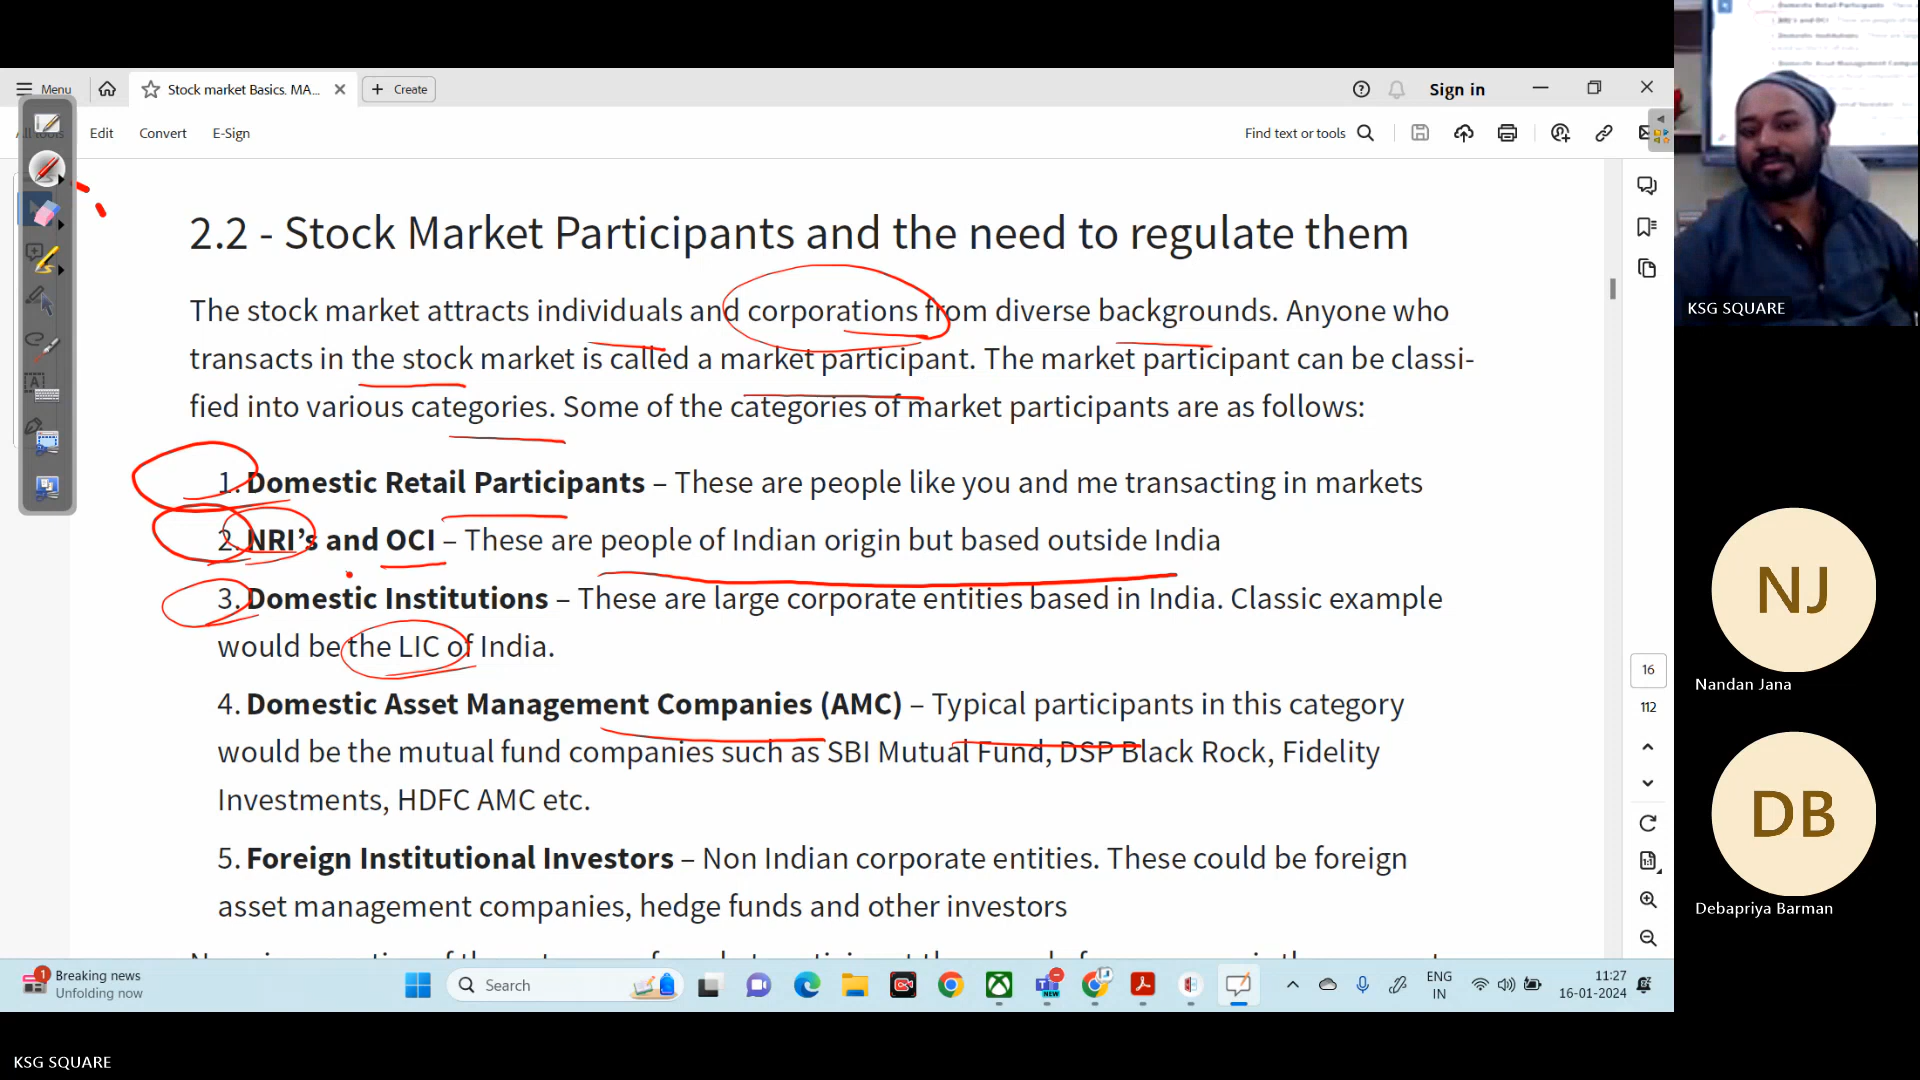 Menu
Stock market Basics. MA...
Create
Sign in
Edit
Convert
E-Sign
Find text or tools
2.2 - Stock Market Participants and the need to regulate them
The stock market attracts individuals and corporations from diverse backgrounds. Anyone who
transacts in the stock market is called a market participant. The market participant can be classi-
fied into various categories. Some of the categories of market participants are as follows:
1. Domestic Retail Participants – These are people like you and me transacting in markets
2. NRI's and OCI – These are people of Indian origin but based outside India
3. Domestic Institutions – These are large corporate entities based in India. Classic example
would be the LIC of India.
4. Domestic Asset Management Companies (AMC) – Typical participants in this category
would be the mutual fund companies such as SBI Mutual Fund, DSP Black Rock, Fidelity
Investments, HDFC AMC etc.
5. Foreign Institutional Investors – Non Indian corporate entities. These could be foreign
asset management companies, hedge funds and other investors
16
112
KSG SQUARE
NJ
Nandan Jana
DB
Debapriya Barman
1
Breaking news
Unfolding now
Search
NEW
ENG
IN
11:27
16-01-2024
KSG SQUARE